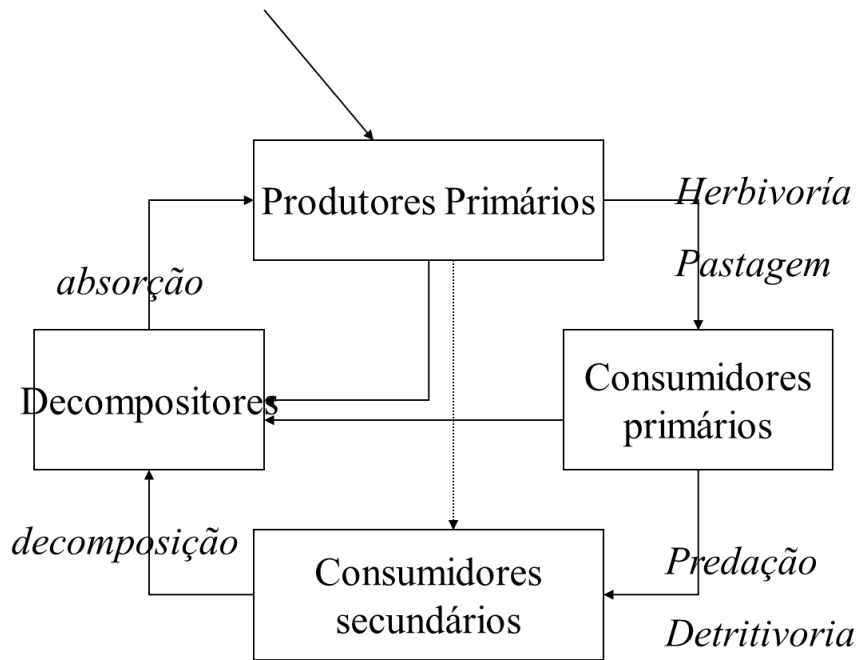 Produtores Primários
Herbivoría
Pastagem
absorção
Decompositores
Consumidores
primários
decomposição
Consumidores
secundários
Predação
Detritivoria